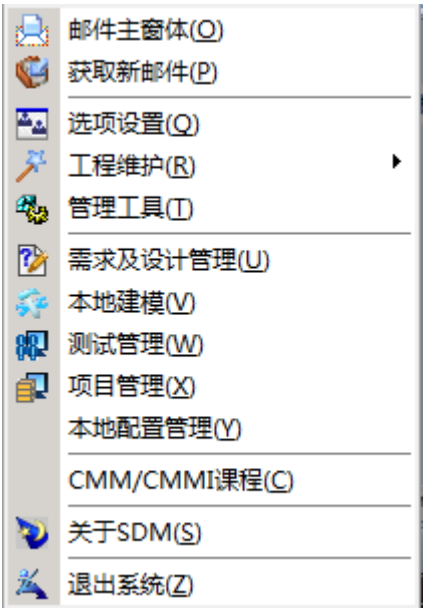 邮件主窗体(O)
获取新邮件(P)
选项设置(Q)
工程维护(R)
管理工具(T)
需求及设计管理(U)
本地建模(V)
测试管理(W)
项目管理(X)
本地配置管理(Y)
CMM/CMMI课程(C)
关于SDM(S)
退出系统(Z)